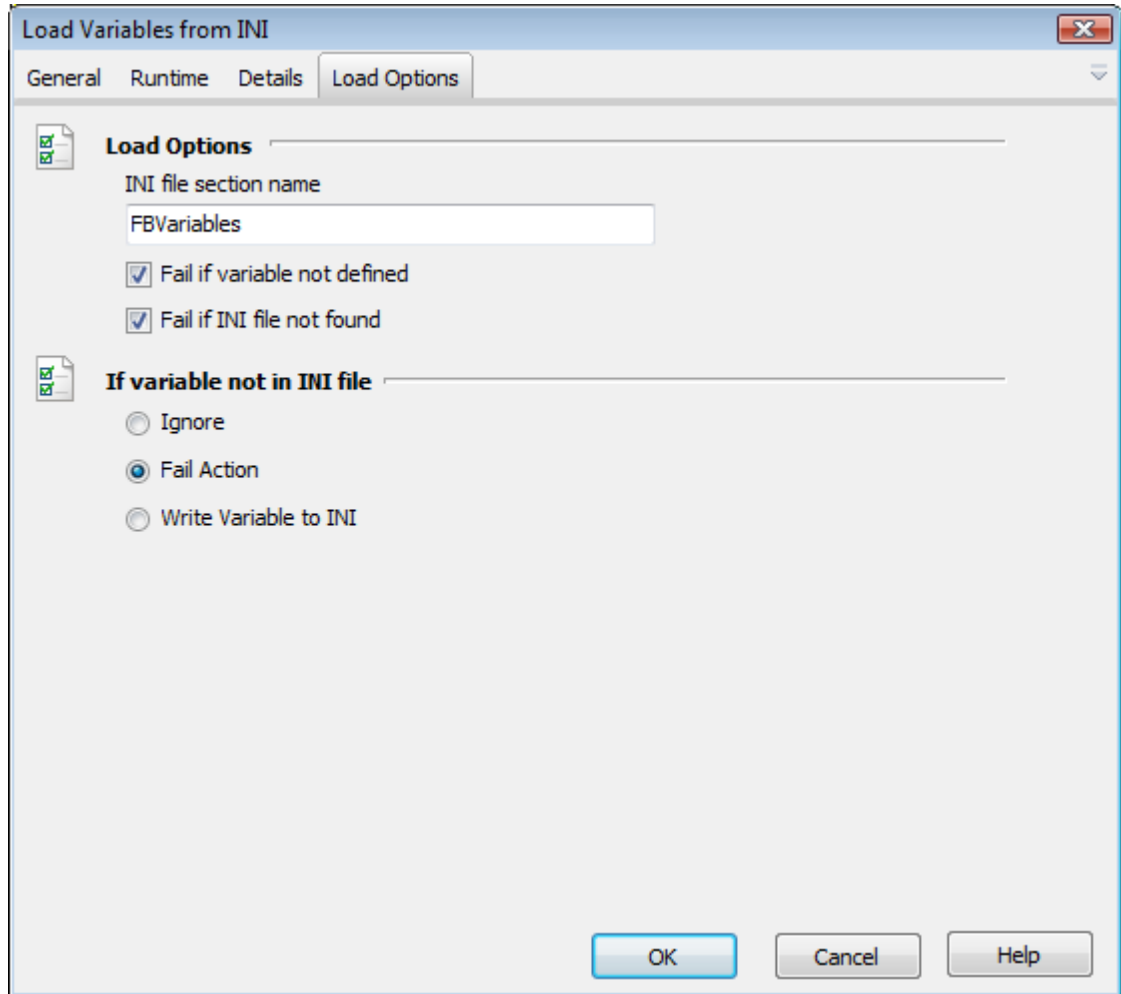 Load Variables from INI
General Runtime Details Load Options
Load Options
INI file section name
FBVariables
Fail if variable not defined
Fail if INI file not found
If variable not in INI file
Ignore
Fail Action
Write Variable to INI
OK Cancel Help